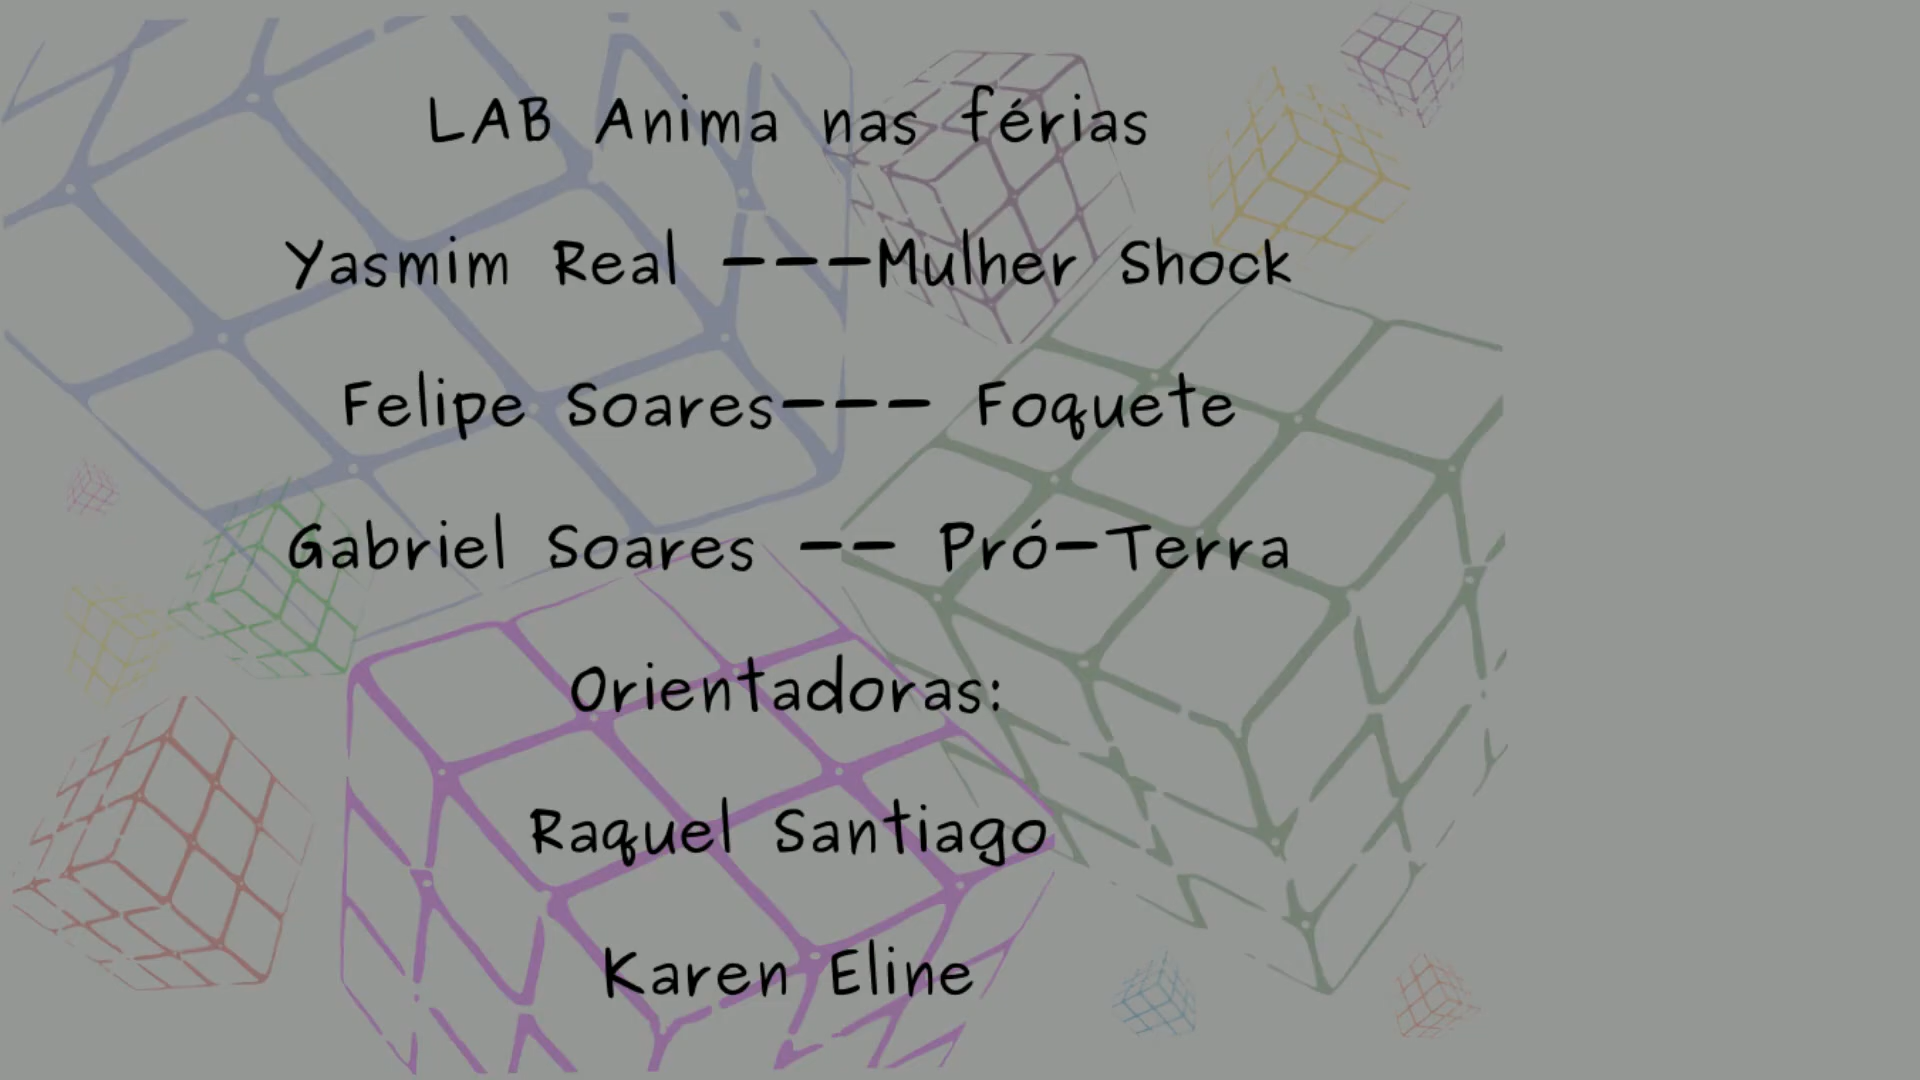 LAB Anima nas férias
Yasmim Real ---Mulher Shock
Felipe Soares--- Foquete
Gabriel Soares -- Pró-Terra
Orientadoras:
Raquel Santiago
Karen Eline